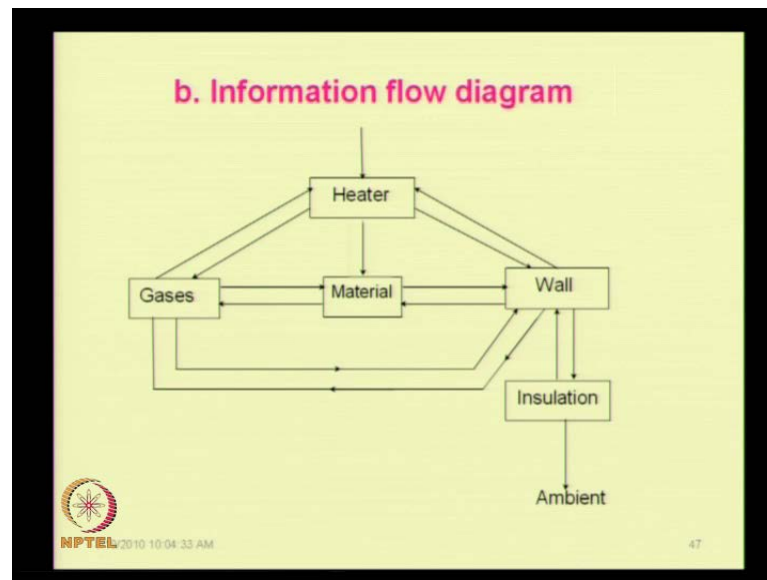 b. Information flow diagram
Heater
Gases
Material
Wall
Insulation
Ambient
NPTEL
/2010 10:04:33 AM
47